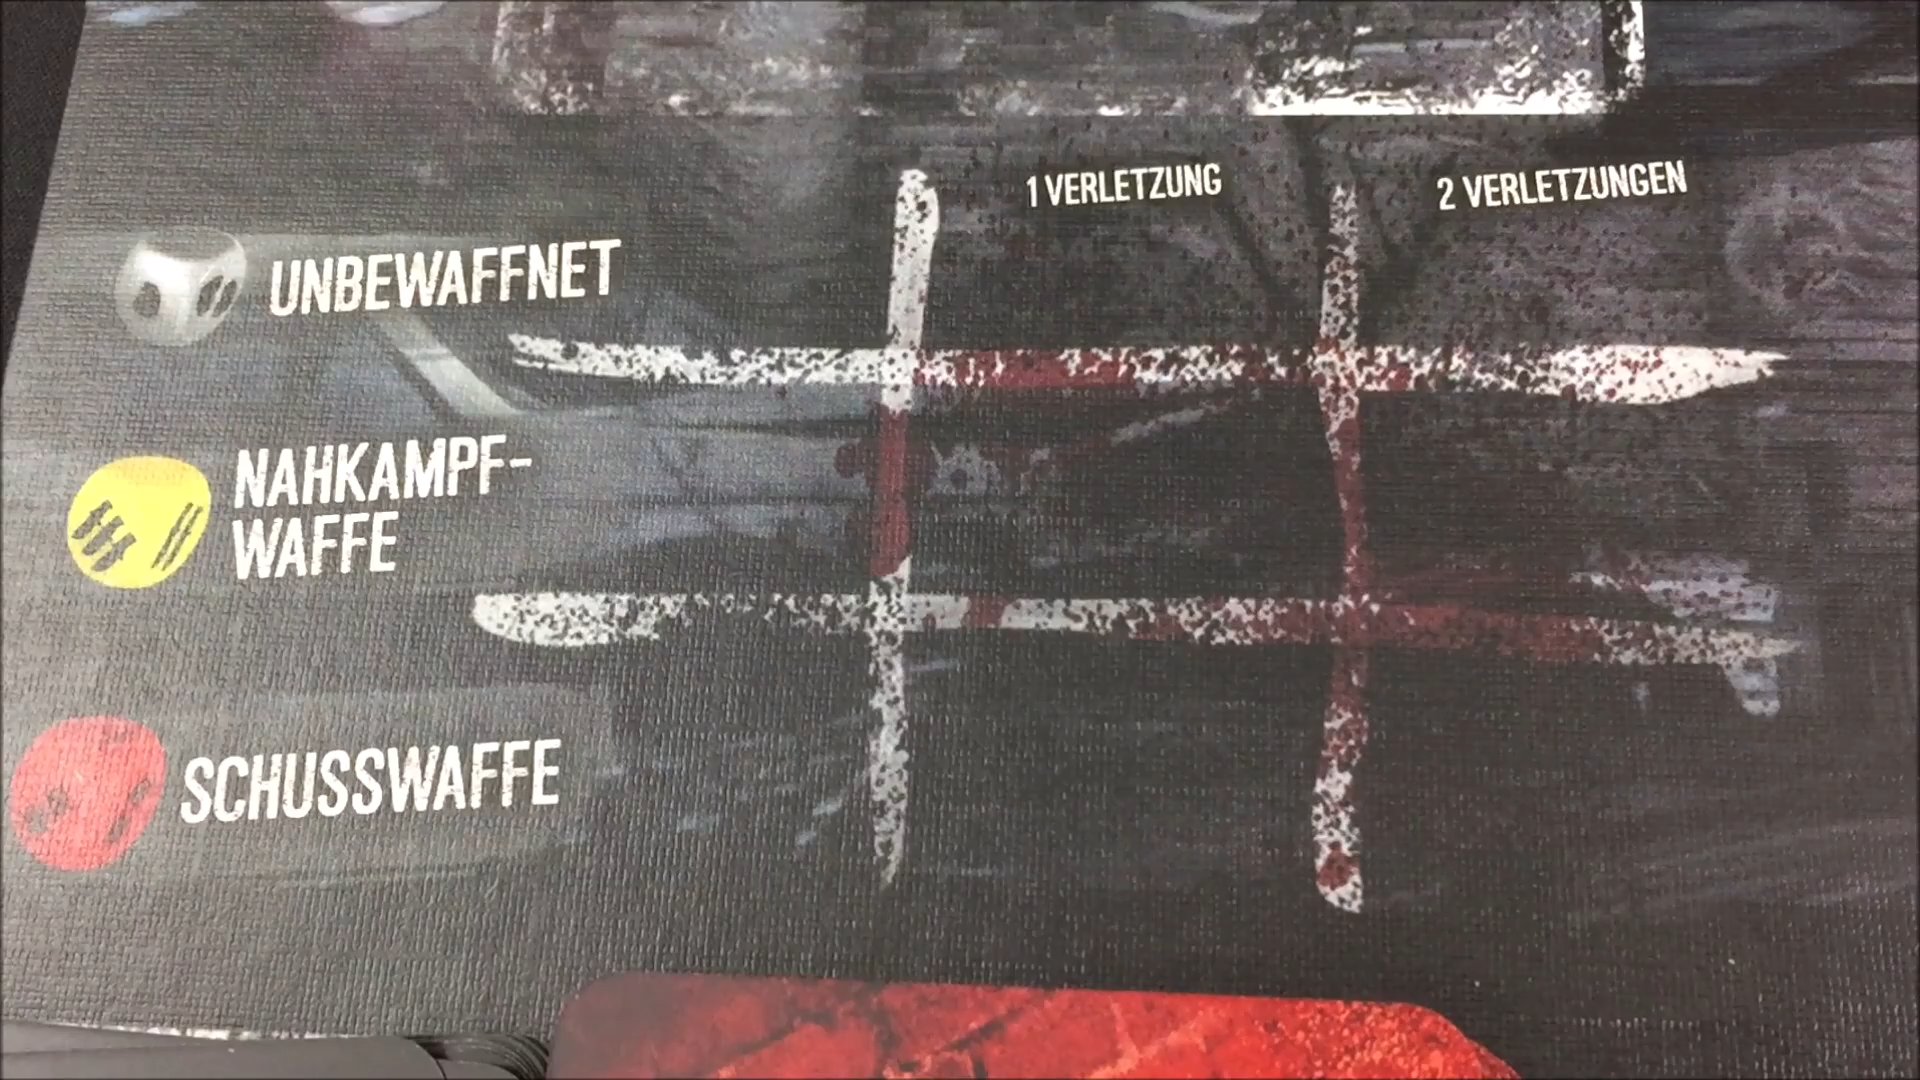 1 VERLETZUNG
2 VERLETZUNGEN
UNBEWAFFNET
NAHKAMPF-
WAFFE
SCHUSSWAFFE